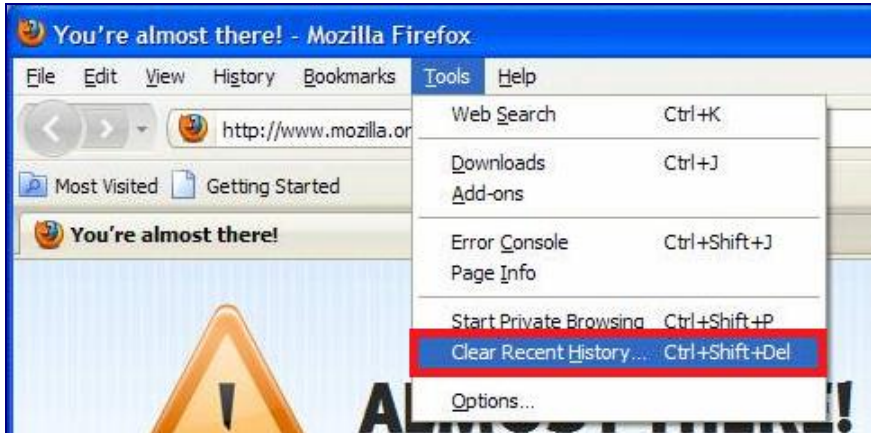 You're almost there! - Mozilla Firefox
File Edit View History Bookmarks Tools Help
http://www.mozilla.or
Most Visited Getting Started
You're almost there!
Web Search Ctrl+K
Downloads Ctrl+J
Add-ons
Error Console Ctrl+Shift+J
Page Info
Start Private Browsing Ctrl+Shift+P
Clear Recent History... Ctrl+Shift+Del
Options...